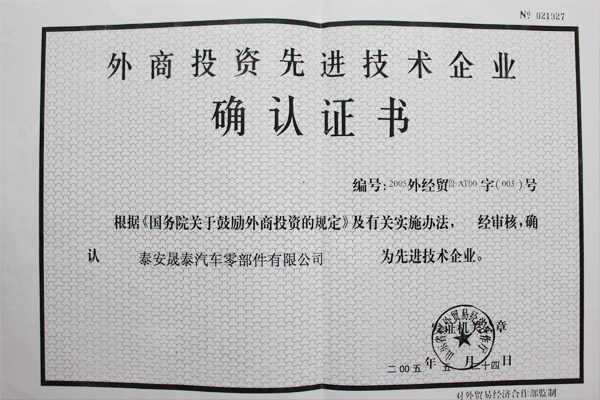 № 021927
外商投资先进技术企业
确认证书
编号:2005外经贸鲁AT00字(003)号
根据《国务院关于鼓励外商投资的规定》及有关实施办法， 经审核,确
认 泰安晟泰汽车零部件有限公司 为先进技术企业。
发证机关章
二00五年五月二十四日
对外贸易经济合作部监制